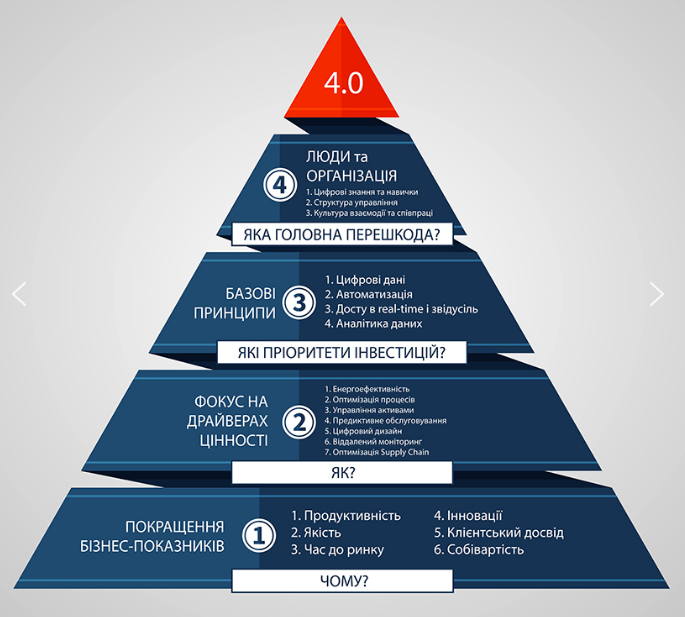 4.0
ЛЮДИ та
ОРГАНІЗАЦІЯ
4
1. Цифрові знання та навички
2. Структура управління
3. Культура взаємодії та співпраці
ЯКА ГОЛОВНА ПЕРЕШКОДА?
БАЗОВІ
ПРИНЦИПИ
3
1. Цифрові дані
2. Автоматизація
3. Досту в real-time і звідусіль
4. Аналітика даних
ЯКІ ПРІОРИТЕТИ ІНВЕСТИЦІЙ?
ФОКУС НА
ДРАЙВЕРАХ
ЦІННОСТІ
2
1. Енергоефективність
2. Оптимізація процесів
3. Управління активами
4. Предиктивне обслуговування
5. Цифровий дизайн
6. Віддалений моніторинг
7. Оптимізація Supply Chain
ЯК?
ПОКРАЩЕННЯ
БІЗНЕС-ПОКАЗНИКІВ
1
1. Продуктивність
2. Якість
3. Час до ринку
4. Інновації
5. Клієнтський досвід
6. Собівартість
ЧОМУ?